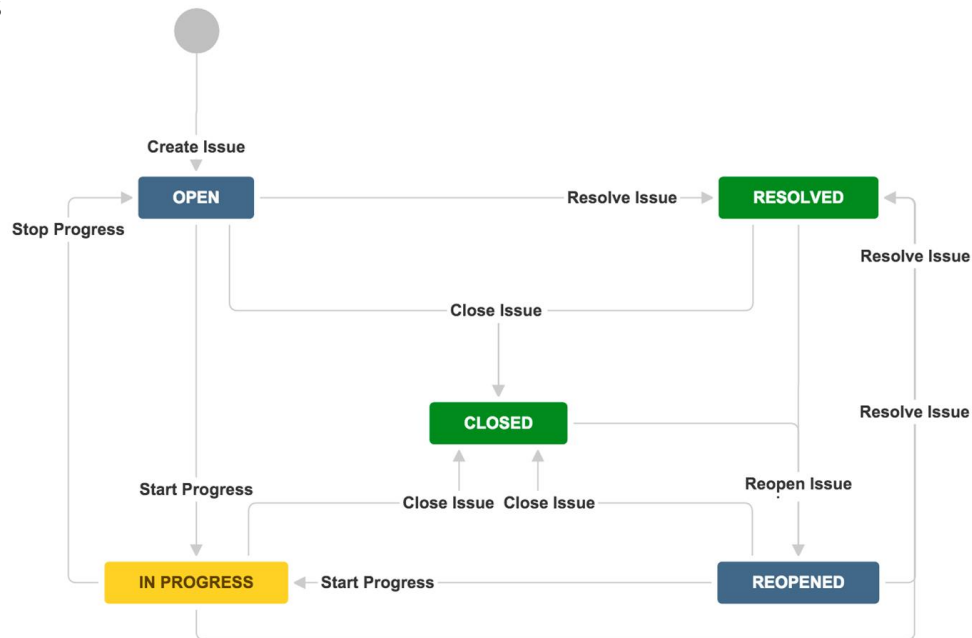 Create Issue
OPEN
Resolve Issue
RESOLVED
Stop Progress
Resolve Issue
Close Issue
CLOSED
Resolve Issue
Start Progress
Close Issue
Close Issue
Reopen Issue
IN PROGRESS
Start Progress
REOPENED